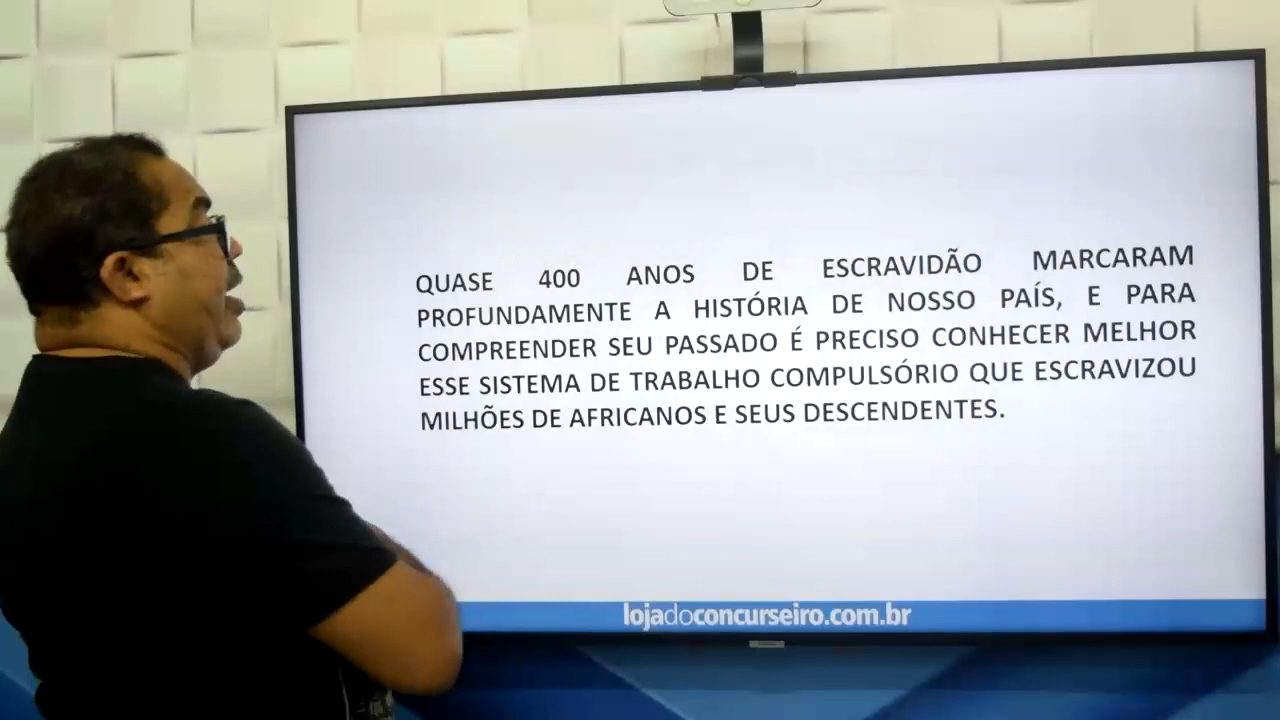 QUASE 400 ANOS DE ESCRAVIDÃO MARCARAM
PROFUNDAMENTE A HISTÓRIA DE NOSSO PAÍS, E PARA
COMPREENDER SEU PASSADO É PRECISO CONHECER MELHOR
ESSE SISTEMA DE TRABALHO COMPULSÓRIO QUE ESCRAVIZOU
MILHÕES DE AFRICANOS E SEUS DESCENDENTES.
lojadoconcurseiro.com.br